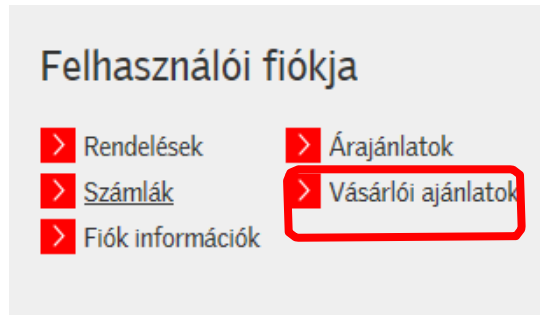 Felhasználói fiókja
Rendelések
Árajánlatok
Számlák
Vásárlói ajánlatok
Fiók információk